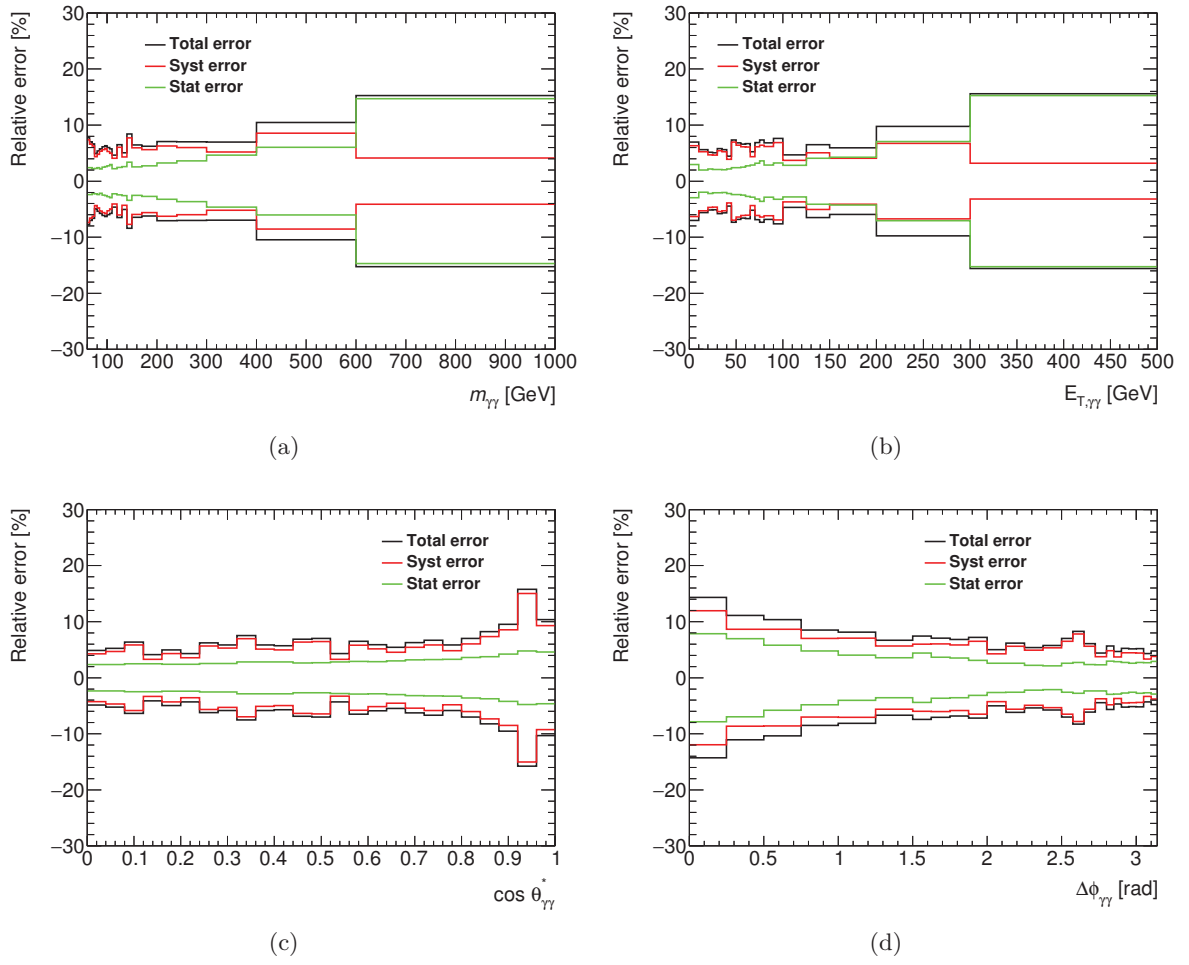 Relative error [%]
30
20
10
0
−10
−20
−30
Total error
Syst error
Stat error
100 200 300 400 500 600 700 800 900 1000
mγγ [GeV]
(a)
Relative error [%]
30
20
10
0
−10
−20
−30
Total error
Syst error
Stat error
0 50 100 150 200 250 300 350 400 450 500
ET,γγ [GeV]
(b)
Relative error [%]
30
20
10
0
−10
−20
−30
Total error
Syst error
Stat error
0 0.1 0.2 0.3 0.4 0.5 0.6 0.7 0.8 0.9 1
cos θ*γγ
(c)
Relative error [%]
30
20
10
0
−10
−20
−30
Total error
Syst error
Stat error
0 0.5 1 1.5 2 2.5 3
Δϕγγ [rad]
(d)